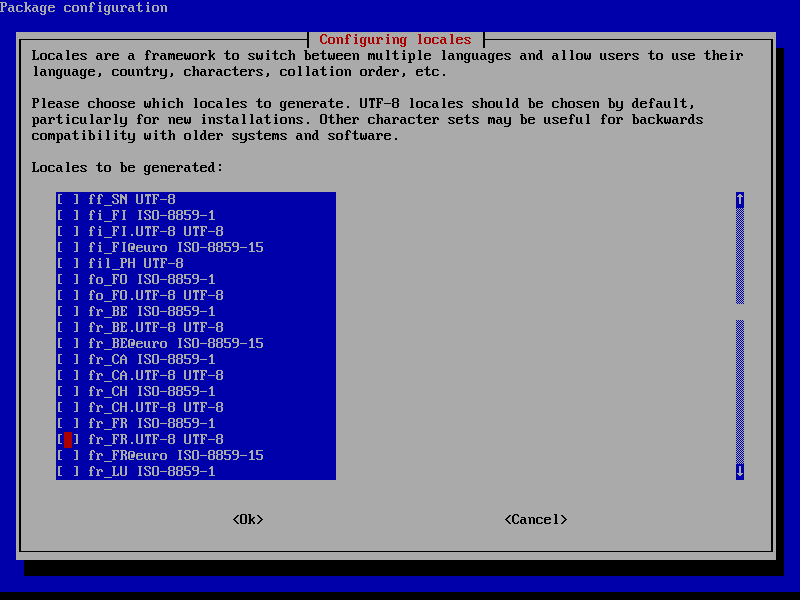 Package configuration
Configuring locales
Locales are a framework to switch between multiple languages and allow users to use their
language, country, characters, collation order, etc.
Please choose which locales to generate. UTF-8 locales should be chosen by default,
particularly for new installations. Other character sets may be useful for backwards
compatibility with older systems and software.
Locales to be generated:
[ ] ff_SN UTF-8 ↑
[ ] fi_FI ISO-8859-1
[ ] fi_FI.UTF-8 UTF-8
[ ] fi_FI@euro ISO-8859-15
[ ] fil_PH UTF-8
[ ] fo_FO ISO-8859-1
[ ] fo_FO.UTF-8 UTF-8
[ ] fr_BE ISO-8859-1
[ ] fr_BE.UTF-8 UTF-8
[ ] fr_BE@euro ISO-8859-15
[ ] fr_CA ISO-8859-1
[ ] fr_CA.UTF-8 UTF-8
[ ] fr_CH ISO-8859-1
[ ] fr_CH.UTF-8 UTF-8
[ ] fr_FR ISO-8859-1
[ ] fr_FR.UTF-8 UTF-8
[ ] fr_FR@euro ISO-8859-15
[ ] fr_LU ISO-8859-1 ↓
<Ok> <Cancel>